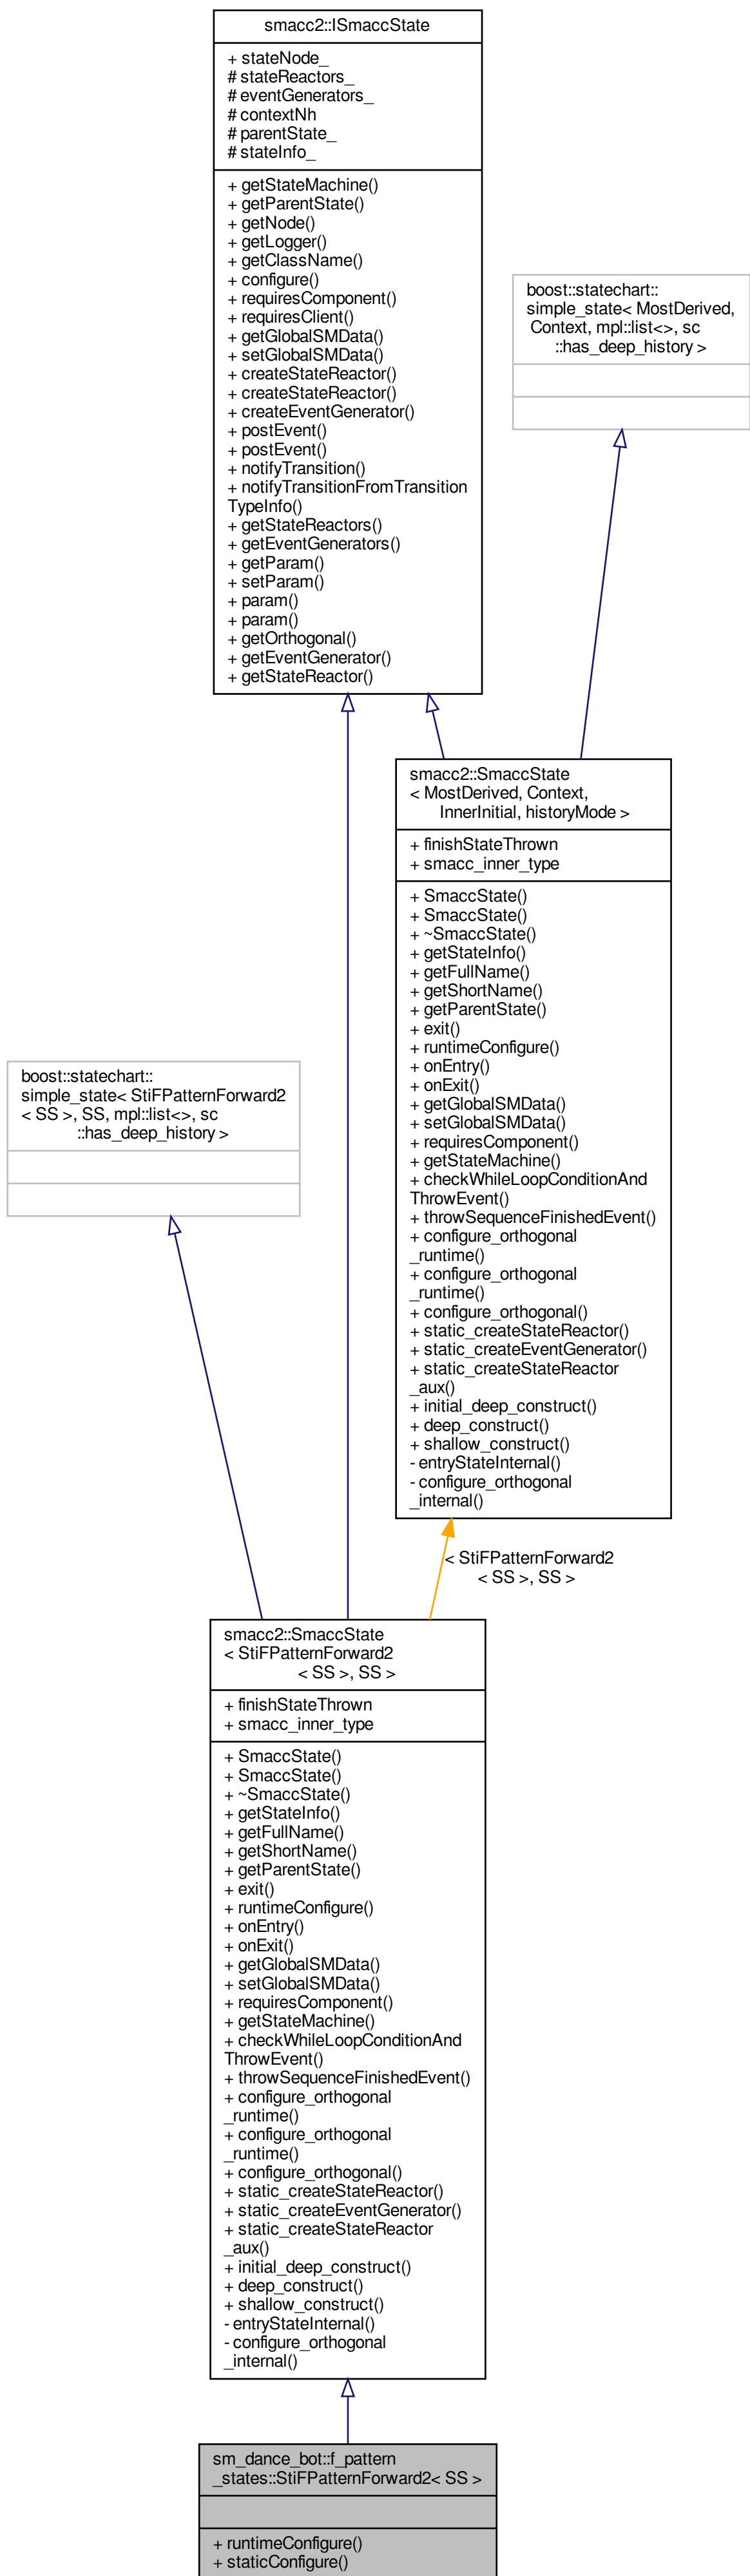 smacc2::ISmaccState
+ stateNode_
# stateReactors_
# eventGenerators_
# contextNh
# parentState_
# stateInfo_
+ getStateMachine()
+ getParentState()
+ getNode()
+ getLogger()
+ getClassName()
+ configure()
+ requiresComponent()
+ requiresClient()
+ getGlobalSMData()
+ setGlobalSMData()
+ createStateReactor()
+ createStateReactor()
+ createEventGenerator()
+ postEvent()
+ postEvent()
+ notifyTransition()
+ notifyTransitionFromTransition
TypeInfo()
+ getStateReactors()
+ getEventGenerators()
+ getParam()
+ setParam()
+ param()
+ param()
+ getOrthogonal()
+ getEventGenerator()
+ getStateReactor()
boost::statechart::
simple_state< MostDerived,
Context, mpl::list<>, sc
::has_deep_history >
smacc2::SmaccState
< MostDerived, Context,
InnerInitial, historyMode >
+ finishStateThrown
+ smacc_inner_type
+ SmaccState()
+ SmaccState()
+ ~SmaccState()
+ getStateInfo()
+ getFullName()
+ getShortName()
+ getParentState()
+ exit()
+ runtimeConfigure()
+ onEntry()
+ onExit()
+ getGlobalSMData()
+ setGlobalSMData()
+ requiresComponent()
+ getStateMachine()
+ checkWhileLoopConditionAnd
ThrowEvent()
+ throwSequenceFinishedEvent()
+ configure_orthogonal
_runtime()
+ configure_orthogonal
_runtime()
+ configure_orthogonal()
+ static_createStateReactor()
+ static_createEventGenerator()
+ static_createStateReactor
_aux()
+ initial_deep_construct()
+ deep_construct()
+ shallow_construct()
- entryStateInternal()
- configure_orthogonal
_internal()
boost::statechart::
simple_state< StiFPatternForward2
< SS >, SS, mpl::list<>, sc
::has_deep_history >
< StiFPatternForward2
< SS >, SS >
smacc2::SmaccState
< StiFPatternForward2
< SS >, SS >
+ finishStateThrown
+ smacc_inner_type
+ SmaccState()
+ SmaccState()
+ ~SmaccState()
+ getStateInfo()
+ getFullName()
+ getShortName()
+ getParentState()
+ exit()
+ runtimeConfigure()
+ onEntry()
+ onExit()
+ getGlobalSMData()
+ setGlobalSMData()
+ requiresComponent()
+ getStateMachine()
+ checkWhileLoopConditionAnd
ThrowEvent()
+ throwSequenceFinishedEvent()
+ configure_orthogonal
_runtime()
+ configure_orthogonal
_runtime()
+ configure_orthogonal()
+ static_createStateReactor()
+ static_createEventGenerator()
+ static_createStateReactor
_aux()
+ initial_deep_construct()
+ deep_construct()
+ shallow_construct()
- entryStateInternal()
- configure_orthogonal
_internal()
sm_dance_bot::f_pattern
_states::StiFPatternForward2< SS >
+ runtimeConfigure()
+ staticConfigure()